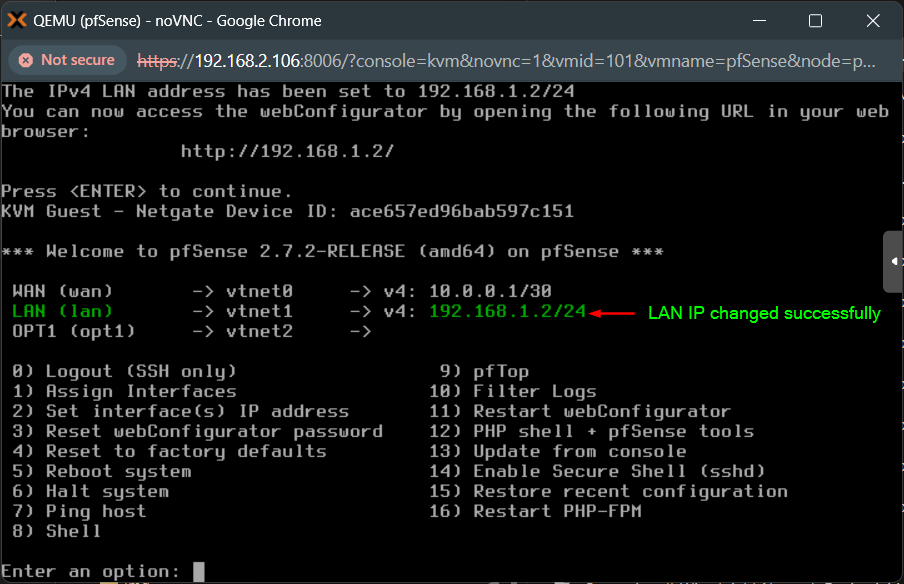 QEMU (pfSense) - noVNC - Google Chrome
Not secure https://192.168.2.106:8006/?console=kvm&novnc=1&vmid=101&vmname=pfSense&node=p...
The IPv4 LAN address has been set to 192.168.1.2/24
You can now access the webConfigurator by opening the following URL in your web
browser:
http://192.168.1.2/
Press <ENTER> to continue.
KVM Guest - Netgate Device ID: ace657ed96bab597c151
*** Welcome to pfSense 2.7.2-RELEASE (amd64) on pfSense ***
WAN (wan) -> vtnet0 -> v4: 10.0.0.1/30
LAN (lan) -> vtnet1 -> v4: 192.168.1.2/24 LAN IP changed successfully
OPT1 (opt1) -> vtnet2 ->
0) Logout (SSH only) 9) pfTop
1) Assign Interfaces 10) Filter Logs
2) Set interface(s) IP address 11) Restart webConfigurator
3) Reset webConfigurator password 12) PHP shell + pfSense tools
4) Reset to factory defaults 13) Update from console
5) Reboot system 14) Enable Secure Shell (sshd)
6) Halt system 15) Restore recent configuration
7) Ping host 16) Restart PHP-FPM
8) Shell
Enter an option: